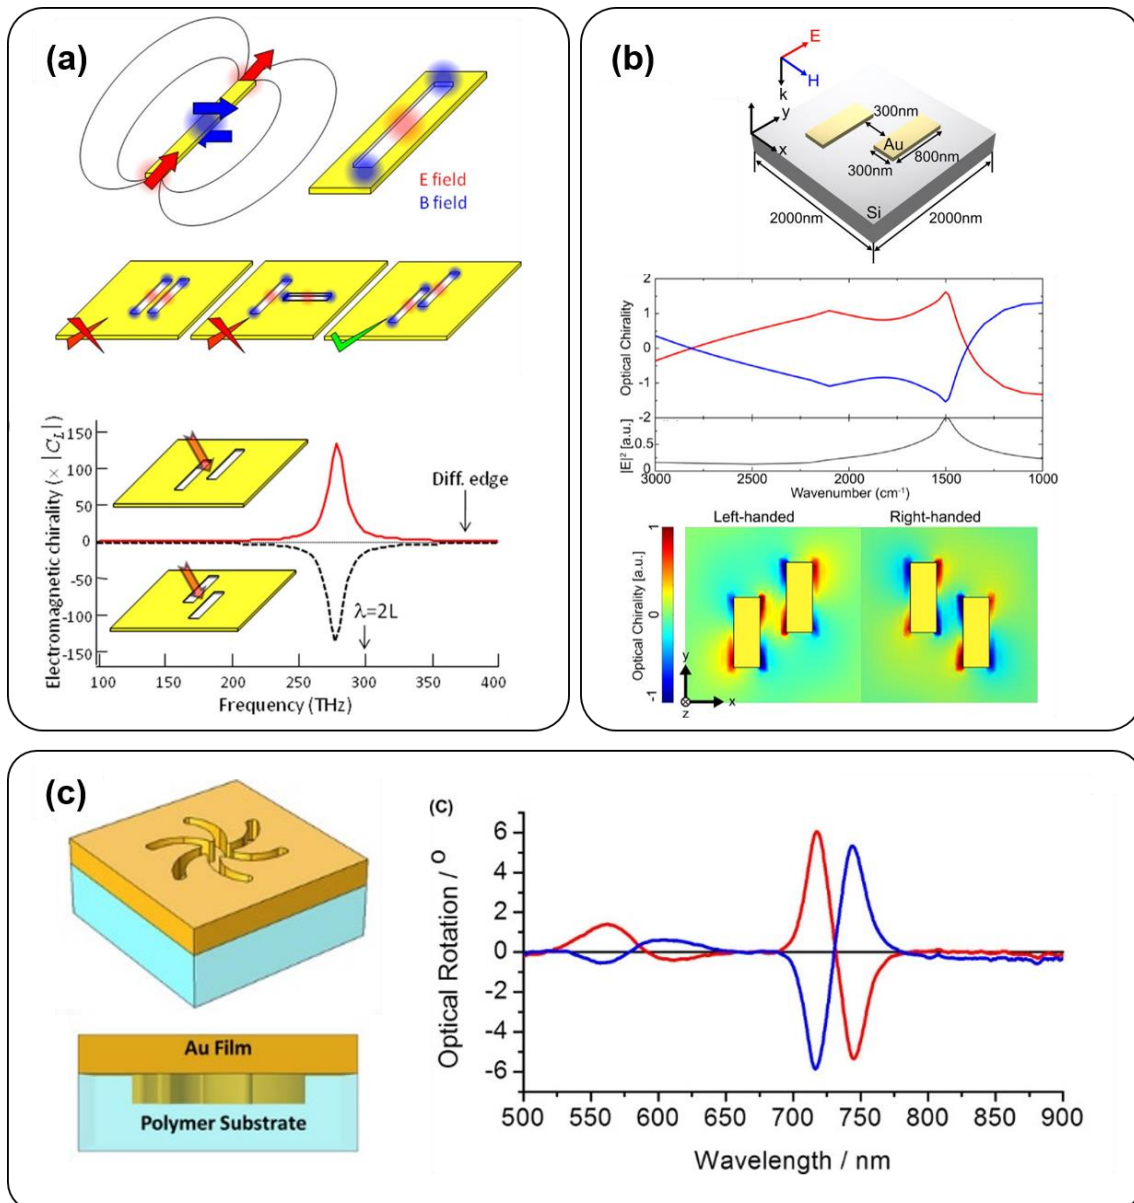 (a)
E field
B field
Electromagnetic chirality (× |C_L|)
150
100
50
0
-50
-100
-150
Diff. edge
λ=2L
100
150
200
250
300
350
400
Frequency (THz)
(b)
E
H
k
y
x
300nm
Au
300nm
800nm
Si
2000nm
2000nm
Optical Chirality
2
1
0
-1
-2
|E|² [a.u.]
0.5
0
3000
2500
2000
1500
1000
Wavenumber (cm⁻¹)
Left-handed
Right-handed
Optical Chirality [a.u.]
1
0
-1
y
z
x
(c)
Au Film
Polymer Substrate
(C)
Optical Rotation / °
6
4
2
0
-2
-4
-6
500
550
600
650
700
750
800
850
900
Wavelength / nm